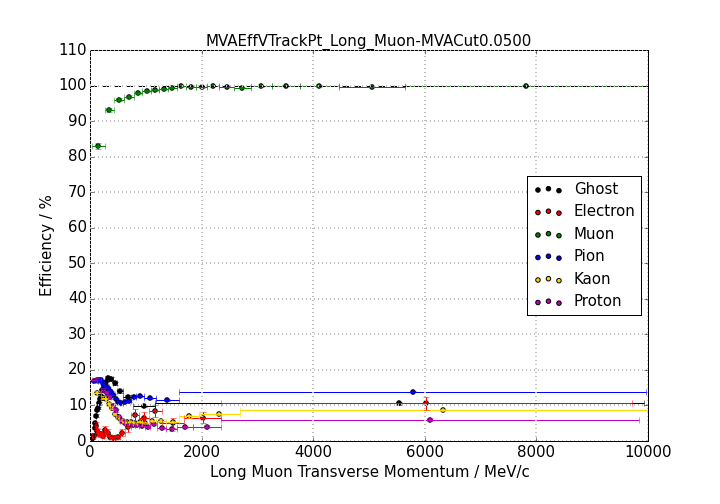 MVAEffVTrackPt_Long_Muon-MVACut0.0500
110
100
90
80
70
60
50
40
30
20
10
0
Efficiency / %
Ghost
Electron
Muon
Pion
Kaon
Proton
0 2000 4000 6000 8000 10000
Long Muon Transverse Momentum / MeV/c